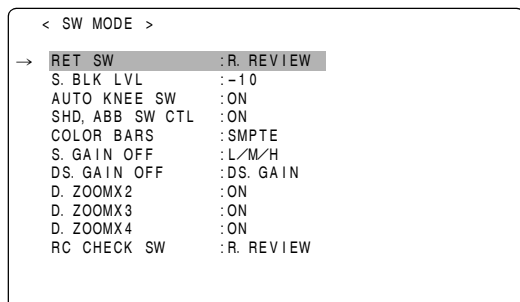 < SW MODE >
→ RET SW :R. REVIEW
S. BLK LVL :−10
AUTO KNEE SW :ON
SHD, ABB SW CTL :ON
COLOR BARS :SMPTE
S. GAIN OFF :L/M/H
DS. GAIN OFF :DS. GAIN
D. ZOOMX2 :ON
D. ZOOMX3 :ON
D. ZOOMX4 :ON
RC CHECK SW :R. REVIEW